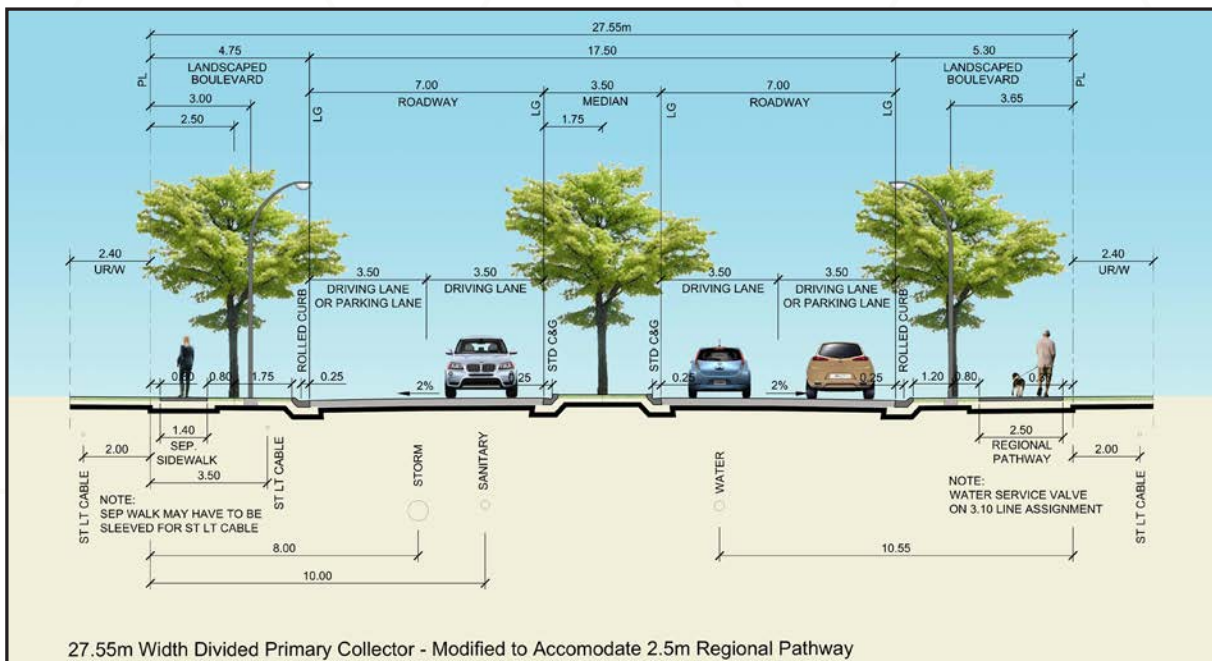 27.55m
4.75
17.50
5.30
PL
LANDSCAPED
BOULEVARD
LANDSCAPED
BOULEVARD
PL
7.00
3.50
7.00
3.00
LG
ROADWAY
LG
MEDIAN
LG
ROADWAY
LG
3.65
2.50
1.75
2.40
UR/W
2.40
UR/W
3.50
3.50
3.50
3.50
DRIVING LANE
OR PARKING LANE
DRIVING LANE
DRIVING LANE
DRIVING LANE
OR PARKING LANE
ROLLED CURB
STD C&G
STD C&G
ROLLED CURB
0.80
1.75
0.25
2%
0.25
2%
0.25
1.20
0.80
1.40
SEP.
SIDEWALK
2.50
REGIONAL
PATHWAY
2.00
3.50
2.00
ST LT CABLE
ST LT CABLE
STORM
SANITARY
WATER
ST LT CABLE
NOTE:
SEP WALK MAY HAVE TO BE
SLEEVED FOR ST LT CABLE
NOTE:
WATER SERVICE VALVE
ON 3.10 LINE ASSIGNMENT
8.00
10.55
10.00
27.55m Width Divided Primary Collector - Modified to Accomodate 2.5m Regional Pathway